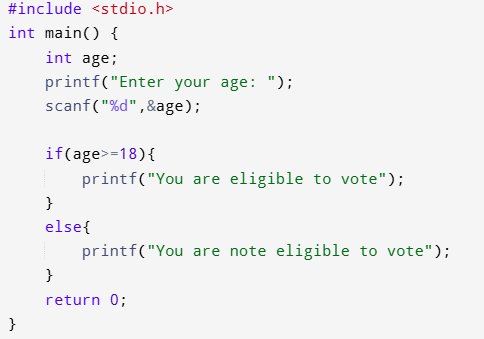 #include <stdio.h>
int main() {
    int age;
    printf("Enter your age: ");
    scanf("%d",&age);

    if(age>=18){
        printf("You are eligible to vote");
    }
    else{
        printf("You are note eligible to vote");
    }
    return 0;
}